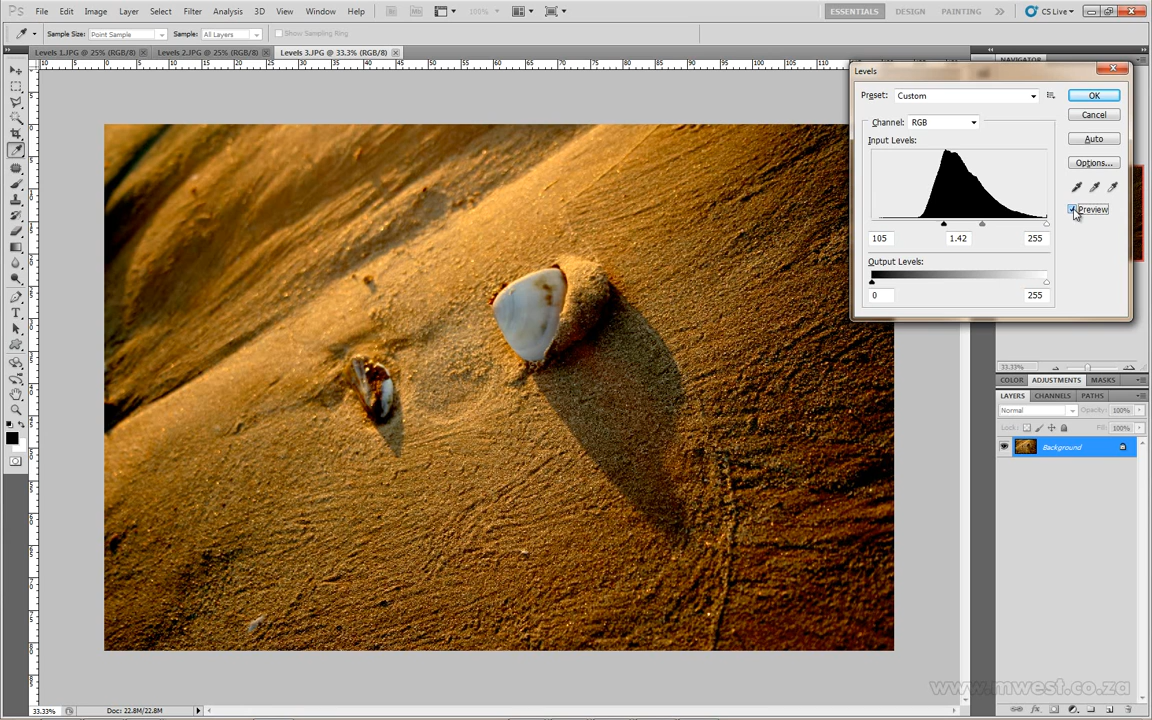 Ps File Edit Image Layer Select Filter Analysis 3D View Window Help 100% ESSENTIALS DESIGN PAINTING CS Live
Sample Size: Point Sample Sample: All Layers Show Sampling Ring
Levels 1.JPG @ 25% (RGB/8) Levels 2.JPG @ 25% (RGB/8) Levels 3.JPG @ 33.3% (RGB/8)
NAVIGATOR
Levels
Preset: Custom OK
Cancel
Channel: RGB
Input Levels: Auto
Options...
Preview
105 1.42 255
Output Levels:
0 255
33.33%
COLOR ADJUSTMENTS MASKS
LAYERS CHANNELS PATHS
Normal Opacity: 100%
Lock: Fill: 100%
Background
www.mwest.co.za
33.33% Doc: 22.8M/22.8M